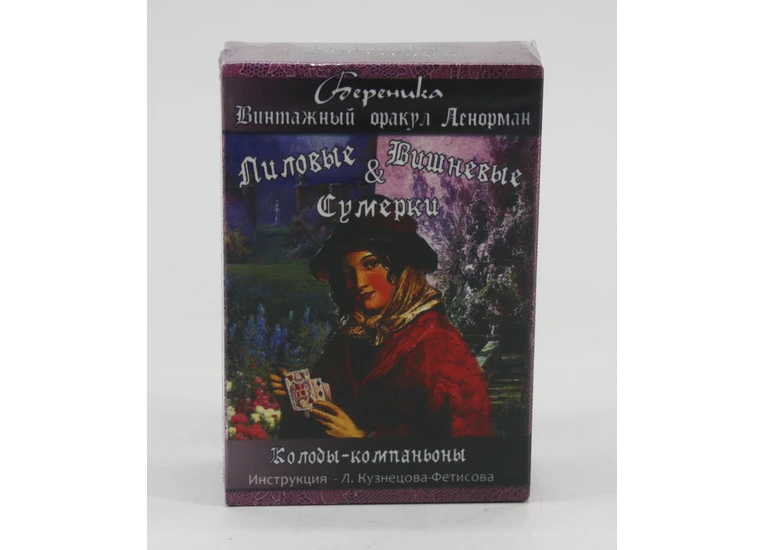 Береника
Винтажный оракул Ленорман
Лиловые & Вишневые
Сумерки
Колоды-компаньоны
Инструкция - Л. Кузнецова-Фетисова